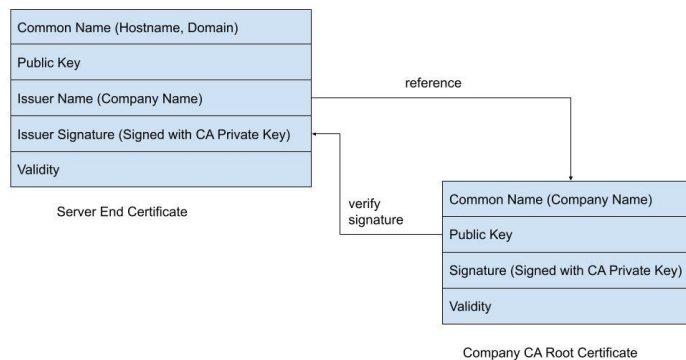 Common Name (Hostname, Domain)
Public Key
Issuer Name (Company Name)
Issuer Signature (Signed with CA Private Key)
Validity
Server End Certificate
reference
verify
signature
Common Name (Company Name)
Public Key
Signature (Signed with CA Private Key)
Validity
Company CA Root Certificate